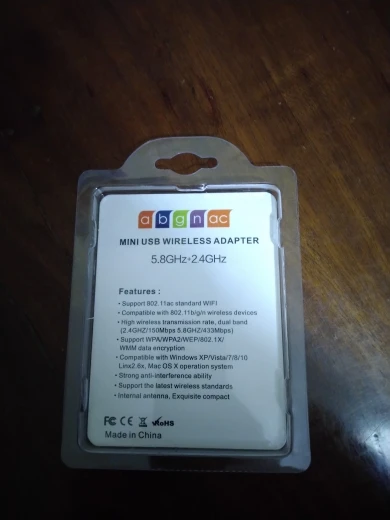 a b g n ac
MINI USB WIRELESS ADAPTER
5.8GHz+2.4GHz
Features :
• Support 802.11ac standard WIFI
• Compatible with 802.11b/g/n wireless devices
• High wireless transmission rate, dual band
(2.4GHZ/150Mbps 5.8GHZ/433Mbps)
• Support WPA/WPA2/WEP/802.1X/
WMM data encryption
• Compatible with Windows XP/Vista/7/8/10
Linx2.6x, Mac OS X operation system
• Strong anti-interference ability
• Support the latest wireless standards
• Internal antenna, Exquisite compact
FC CE RoHS
Made in China